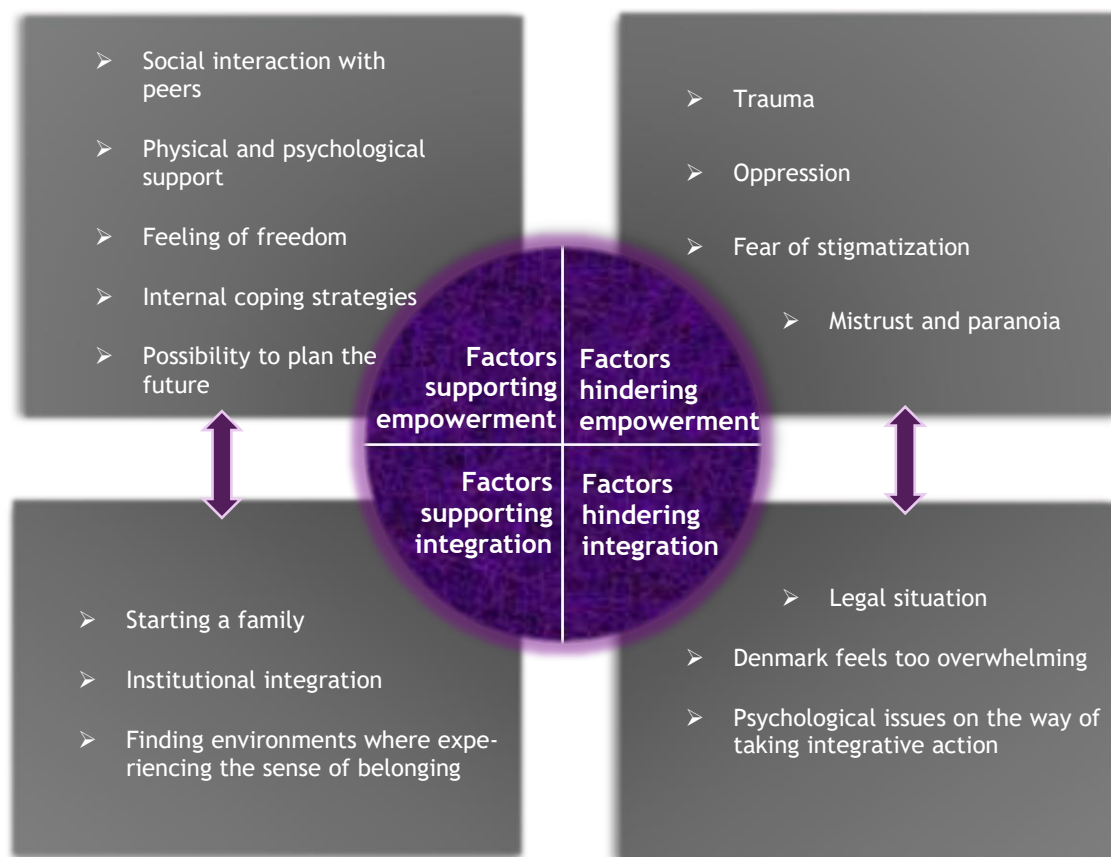 ➢ Social interaction with
peers
➢ Physical and psychological
support
➢ Feeling of freedom
➢ Internal coping strategies
➢ Possibility to plan the
future
➢ Trauma
➢ Oppression
➢ Fear of stigmatization
➢ Mistrust and paranoia
Factors
supporting
empowerment
Factors
hindering
empowerment
Factors
supporting
integration
Factors
hindering
integration
➢ Starting a family
➢ Institutional integration
➢ Finding environments where expe-
riencing the sense of belonging
➢ Legal situation
➢ Denmark feels too overwhelming
➢ Psychological issues on the way of
taking integrative action